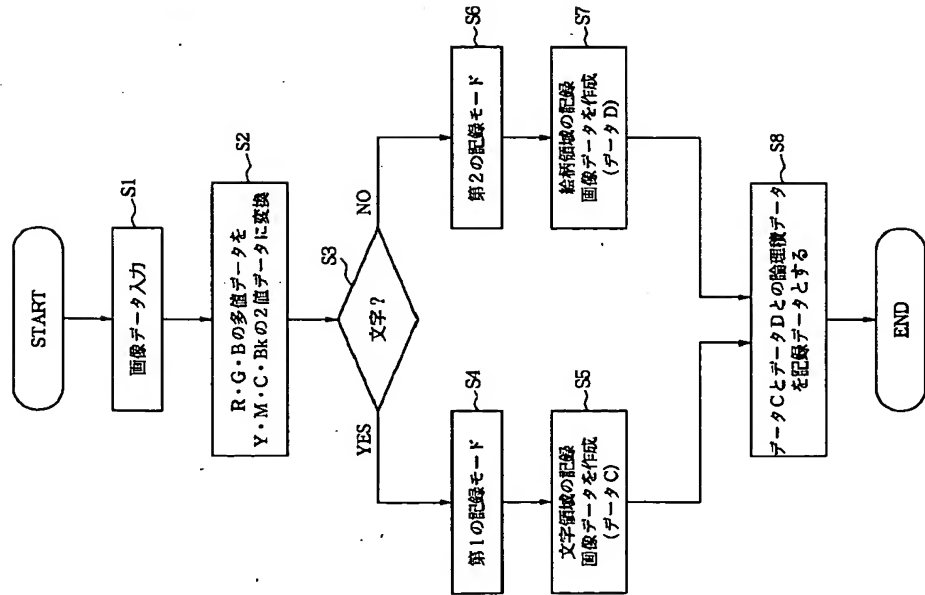 START
S1
画像データ入力
S2
R・G・Bの多値データを
Y・M・C・Bkの2値データに変換
S3
文字?
YES
NO
S4
第1の記録モード
S6
第2の記録モード
S5
文字領域の記録
画像データを作成
(データC)
S7
絵柄領域の記録
画像データを作成
(データD)
S8
データCとデータDとの論理積データ
を記録データとする
END